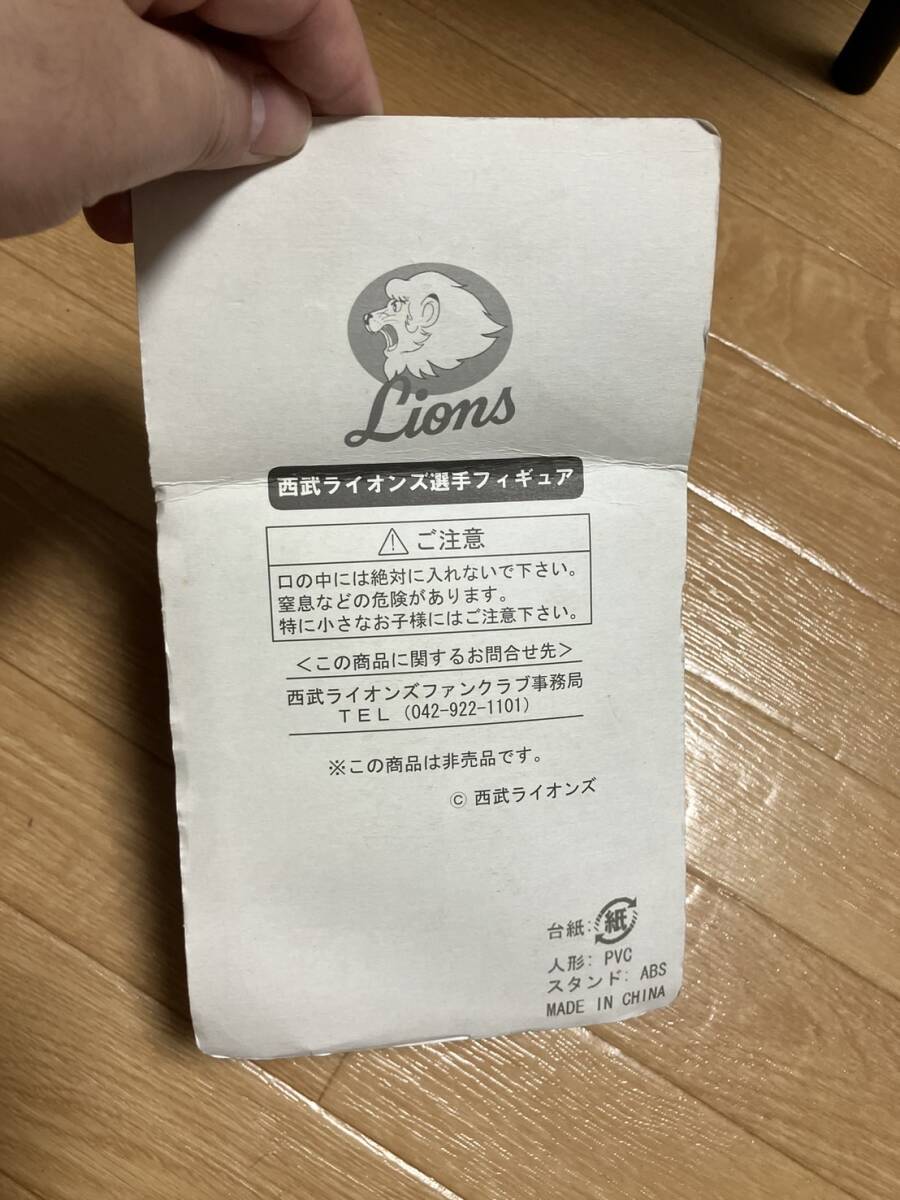 Lions
西武ライオンズ選手フィギュア
⚠ ご注意
口の中には絶対に入れないで下さい。
窒息などの危険があります。
特に小さなお子様にはご注意下さい。
＜この商品に関するお問合せ先＞
西武ライオンズファンクラブ事務局
ＴＥＬ（042-922-1101）
※この商品は非売品です。
© 西武ライオンズ
台紙: 紙
人形: PVC
スタンド: ABS
MADE IN CHINA